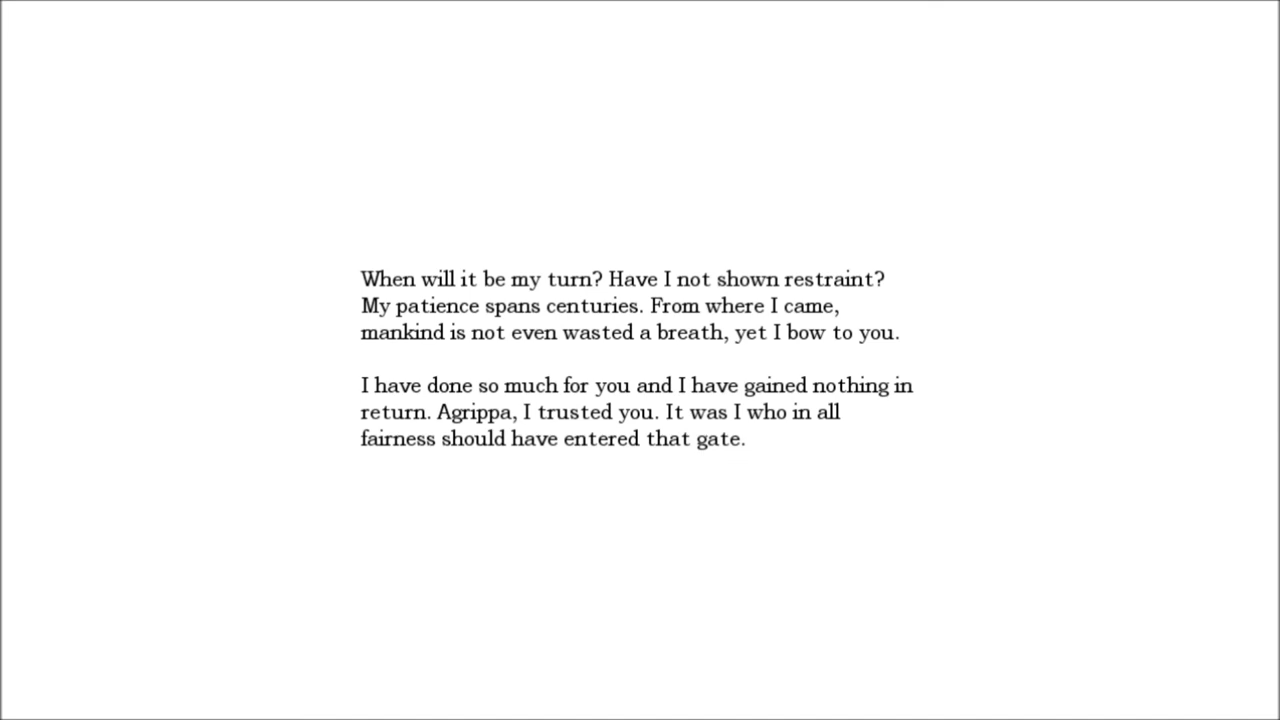 When will it be my turn? Have I not shown restraint?
My patience spans centuries. From where I came,
mankind is not even wasted a breath, yet I bow to you.
I have done so much for you and I have gained nothing in
return. Agrippa, I trusted you. It was I who in all
fairness should have entered that gate.